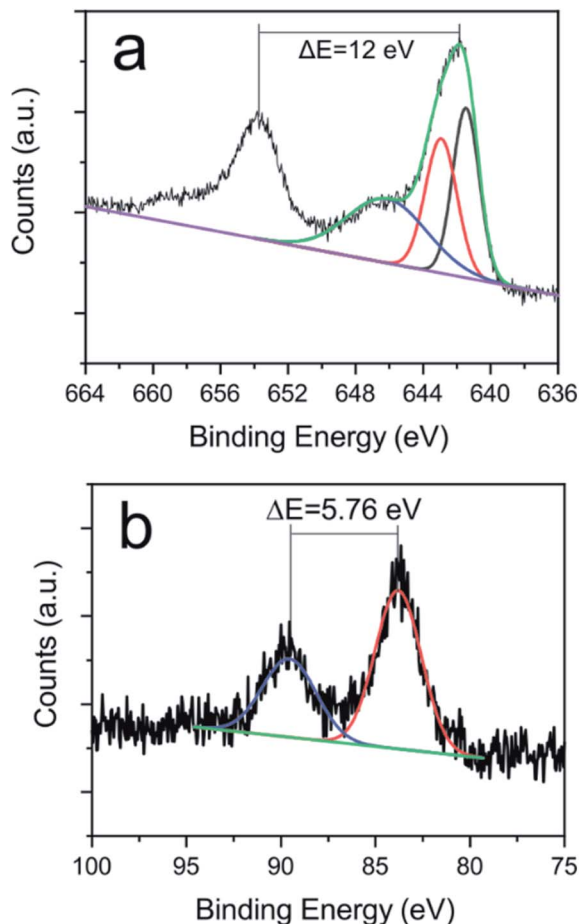 a
ΔE=12 eV
Counts (a.u.)
664 660 656 652 648 644 640 636
Binding Energy (eV)
b
ΔE=5.76 eV
Counts (a.u.)
100 95 90 85 80 75
Binding Energy (eV)